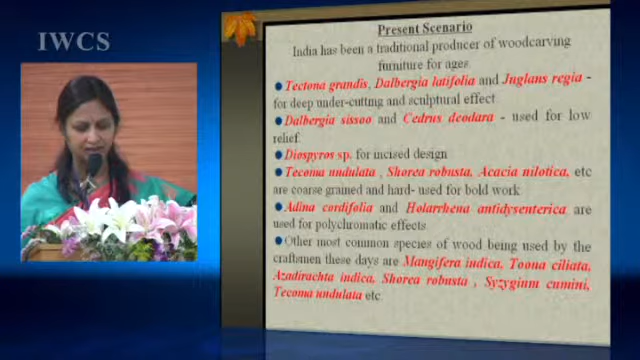 IWCS
Present Scenario
India has been a traditional producer of woodcarving
furniture for ages.
Tectona grandis, Dalbergia latifolia and Juglans regia -
for deep under-cutting and sculptural effect.
Dalbergia sissoo and Cedrus deodara - used for low
relief.
Diospyros sp. for incised design
Tecoma undulata , Shorea robusta, Acacia nilotica, etc
are coarse grained and hard- used for bold work.
Adina cordifolia and Holarrhena antidysenterica are
used for polychromatic effects.
Other most common species of wood being used by the
craftsmen these days are Mangifera indica, Toona ciliata,
Azadirachta indica, Shorea robusta , Syzygium cumini,
Tecoma undulata etc.